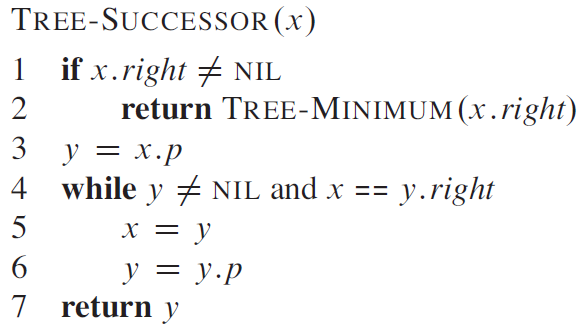 TREE-SUCCESSOR(x)
1 if x.right ≠ NIL
2 return TREE-MINIMUM(x.right)
3 y = x.p
4 while y ≠ NIL and x == y.right
5 x = y
6 y = y.p
7 return y